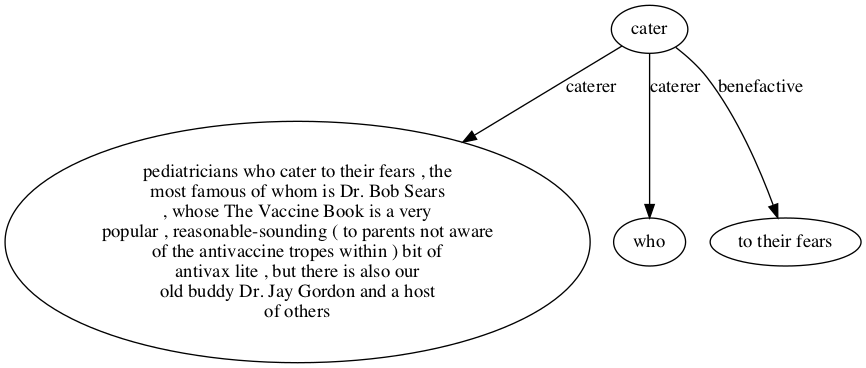 cater
caterer
caterer
benefactive
pediatricians who cater to their fears , the
most famous of whom is Dr. Bob Sears
, whose The Vaccine Book is a very
popular , reasonable-sounding ( to parents not aware
of the antivaccine tropes within ) bit of
antivax lite , but there is also our
old buddy Dr. Jay Gordon and a host
of others
who
to their fears